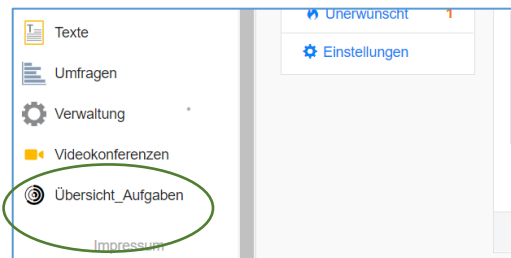 Texte
Umfragen
Verwaltung
Videokonferenzen
Übersicht_Aufgaben
Impressum
Unerwünscht 1
Einstellungen